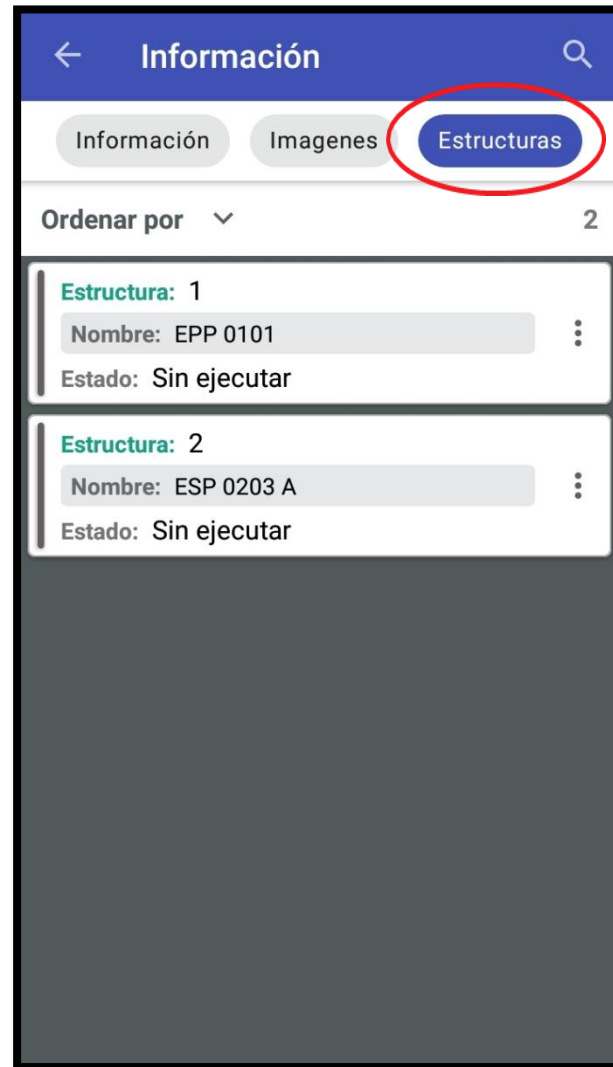 Información
Información Imagenes Estructuras
Ordenar por 2
Estructura: 1
Nombre: EPP 0101
Estado: Sin ejecutar
Estructura: 2
Nombre: ESP 0203 A
Estado: Sin ejecutar